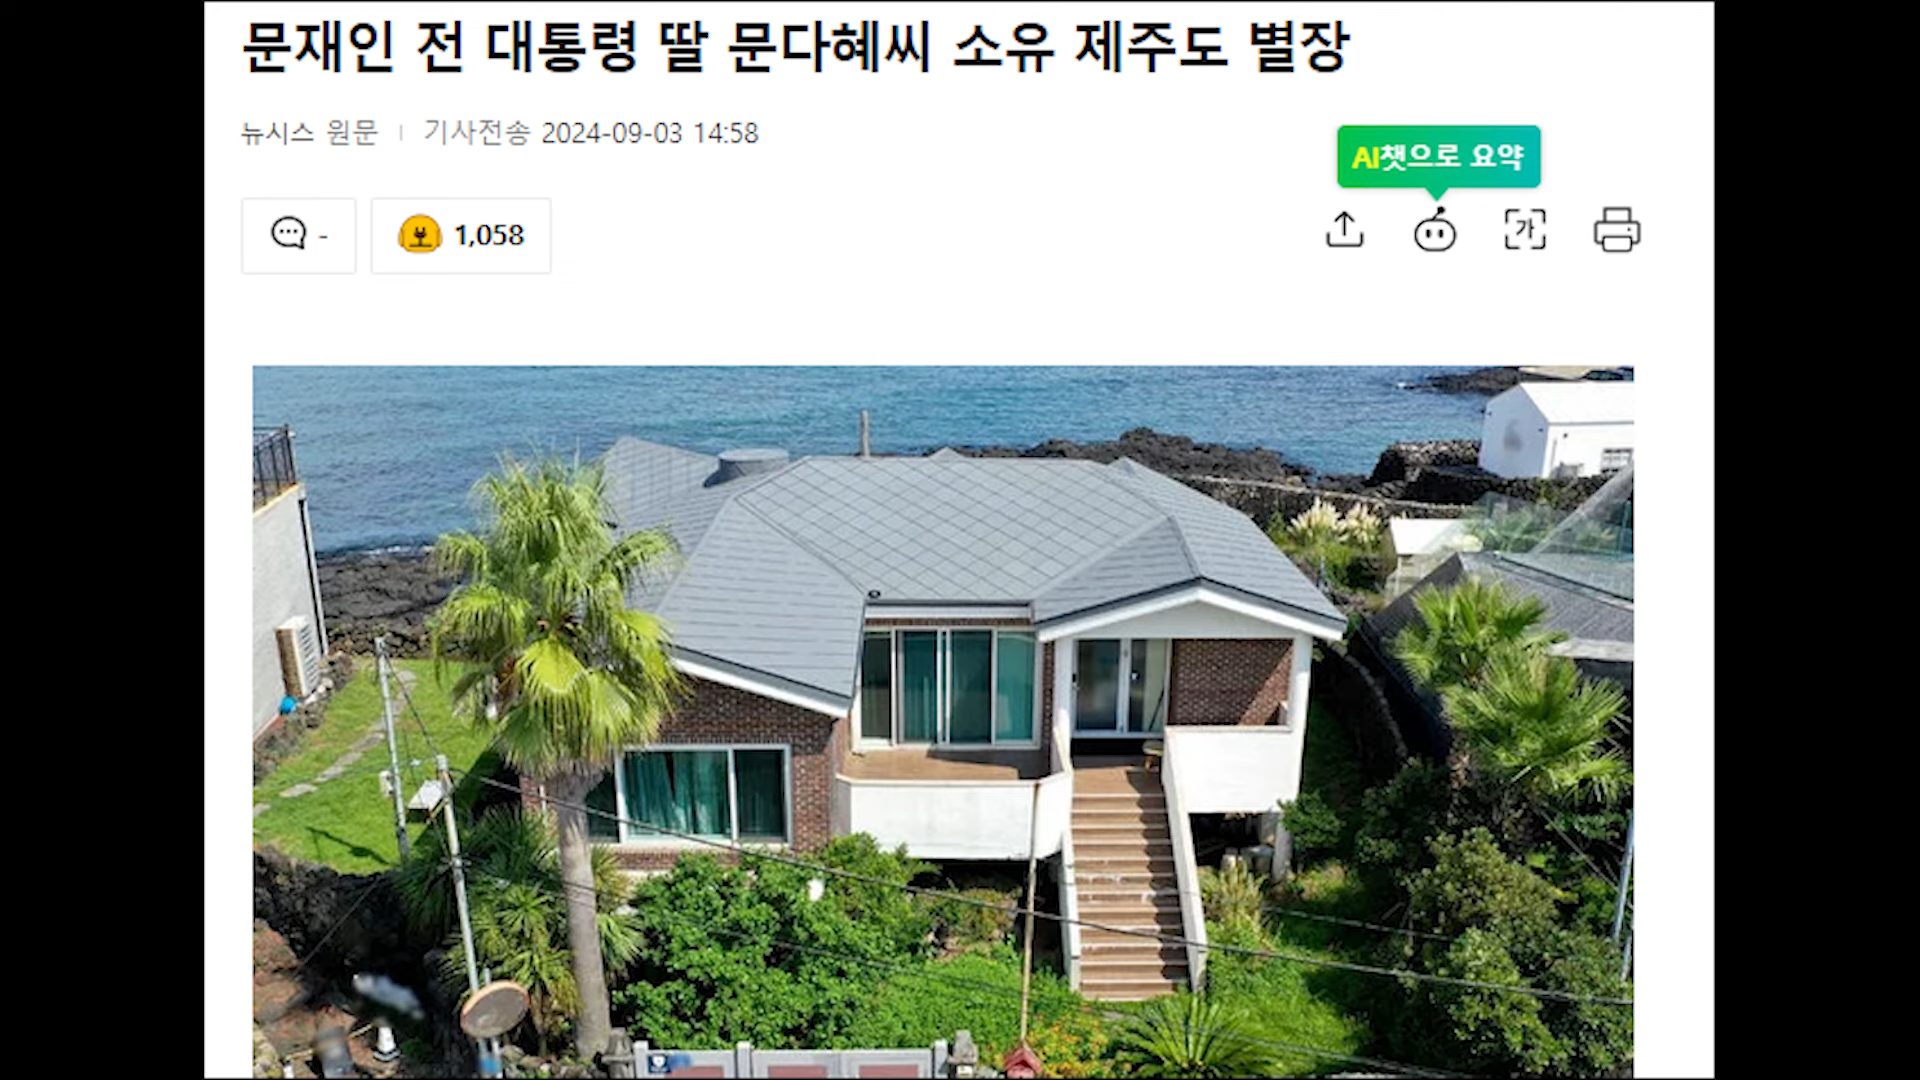 문재인 전 대통령 딸 문다혜씨 소유 제주도 별장
뉴시스 원문 | 기사전송 2024-09-03 14:58
AI챗으로 요약
-
1,058
가